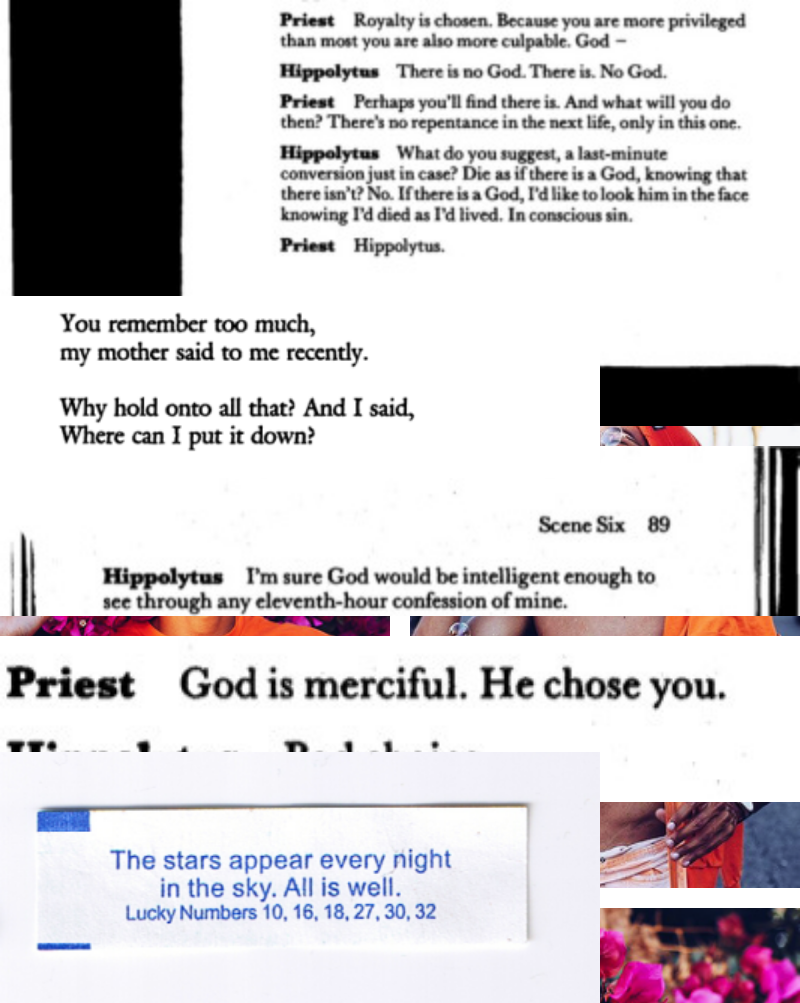 Priest Royalty is chosen. Because you are more privileged
than most you are also more culpable. God –
Hippolytus There is no God. There is. No God.
Priest Perhaps you'll find there is. And what will you do
then? There's no repentance in the next life, only in this one.
Hippolytus What do you suggest, a last-minute
conversion just in case? Die as if there is a God, knowing that
there isn't? No. If there is a God, I'd like to look him in the face
knowing I'd died as I'd lived. In conscious sin.
Priest Hippolytus.
You remember too much,
my mother said to me recently.
Why hold onto all that? And I said,
Where can I put it down?
Scene Six 89
Hippolytus I'm sure God would be intelligent enough to
see through any eleventh-hour confession of mine.
Priest God is merciful. He chose you.
The stars appear every night
in the sky. All is well.
Lucky Numbers 10, 16, 18, 27, 30, 32